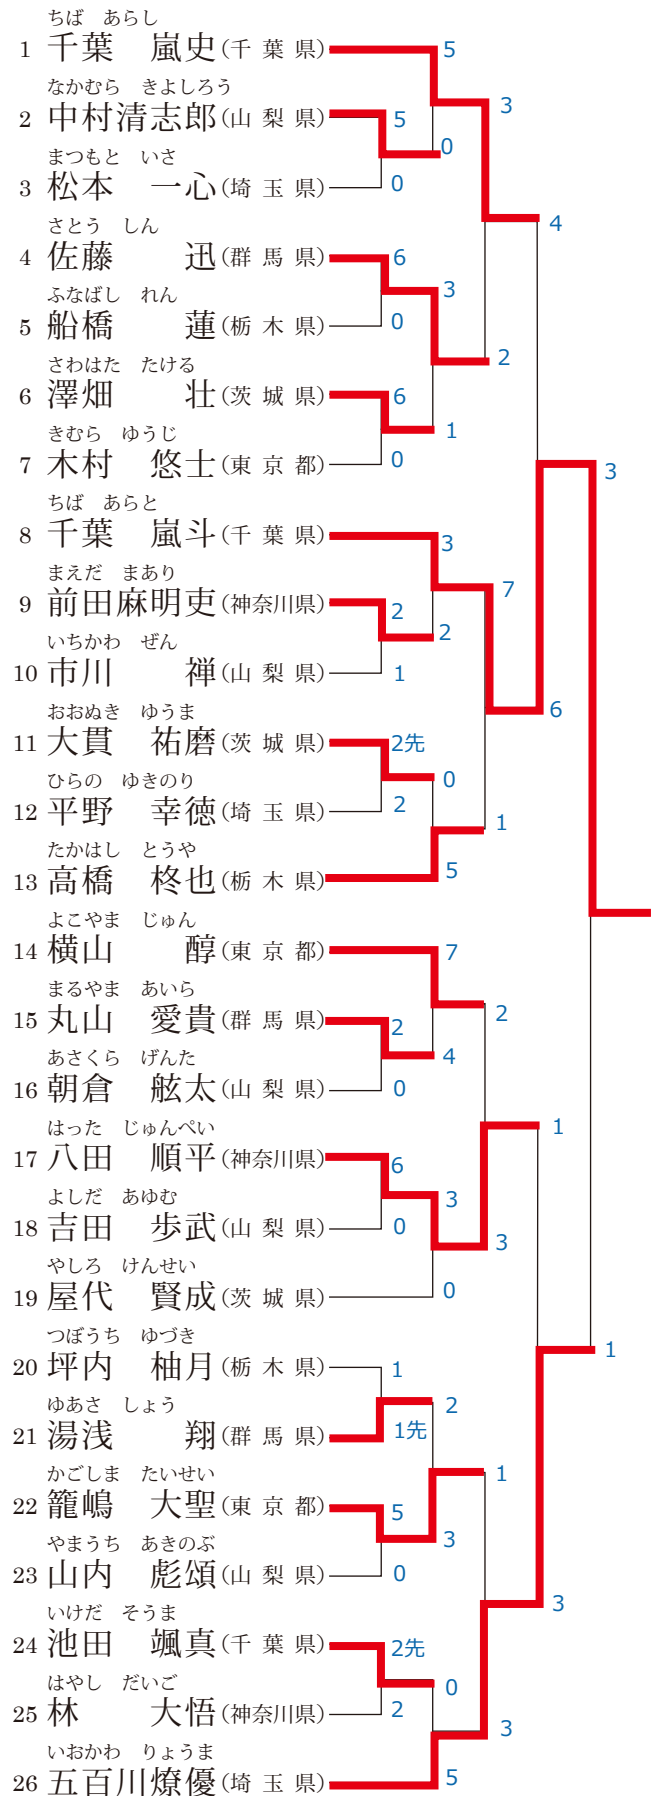 ちば　あらし
1 千葉　嵐史(千葉県)
5
なかむら　きよしろう
3
2 中村清志郎(山梨県)
5
0
まつもと　いさ
3 松本　一心(埼玉県)
0
さとう　しん
4
4 佐藤　迅(群馬県)
6
ふなばし　れん
3
5 船橋　蓮(栃木県)
0
さわはた　たける
2
6 澤畑　壮(茨城県)
6
きむら　ゆうじ
1
7 木村　悠士(東京都)
0
3
ちば　あらと
8 千葉　嵐斗(千葉県)
3
まえだ　まあり
7
9 前田麻明吏(神奈川県)
2
2
いちかわ　ぜん
10 市川　禅(山梨県)
1
おおぬき　ゆうま
6
11 大貫　祐磨(茨城県)
2先
ひらの　ゆきのり
0
12 平野　幸徳(埼玉県)
2
1
たかはし　とうや
13 高橋　柊也(栃木県)
5
よこやま　じゅん
14 横山　醇(東京都)
7
まるやま　あいら
2
15 丸山　愛貴(群馬県)
2
あさくら　げんた
4
16 朝倉　舷太(山梨県)
0
はった　じゅんぺい
1
17 八田　順平(神奈川県)
6
よしだ　あゆむ
3
18 吉田　歩武(山梨県)
0
3
やしろ　けんせい
19 屋代　賢成(茨城県)
0
つぼうち　ゆづき
1
20 坪内　柚月(栃木県)
1
ゆあさ　しょう
2
21 湯浅　翔(群馬県)
1先
かごしま　たいせい
1
22 籠嶋　大聖(東京都)
5
やまうち　あきのぶ
3
23 山内　彪頌(山梨県)
0
いけだ　そうま
3
24 池田　颯真(千葉県)
2先
はやし　だいご
0
25 林　大悟(神奈川県)
2
3
いおかわ　りょうま
26 五百川燎優(埼玉県)
5